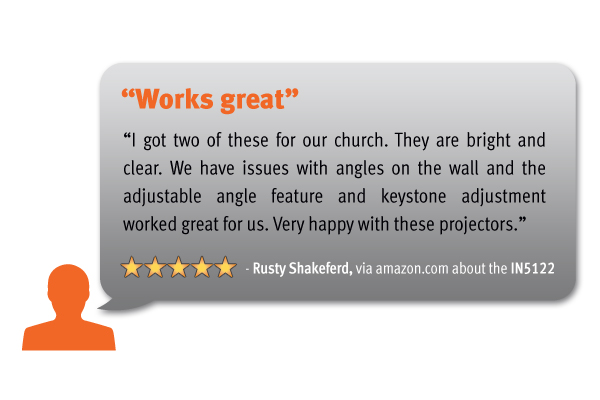 “Works great”
“I got two of these for our church. They are bright and
clear. We have issues with angles on the wall and the
adjustable angle feature and keystone adjustment
worked great for us. Very happy with these projectors.”
- Rusty Shakeferd, via amazon.com about the IN5122